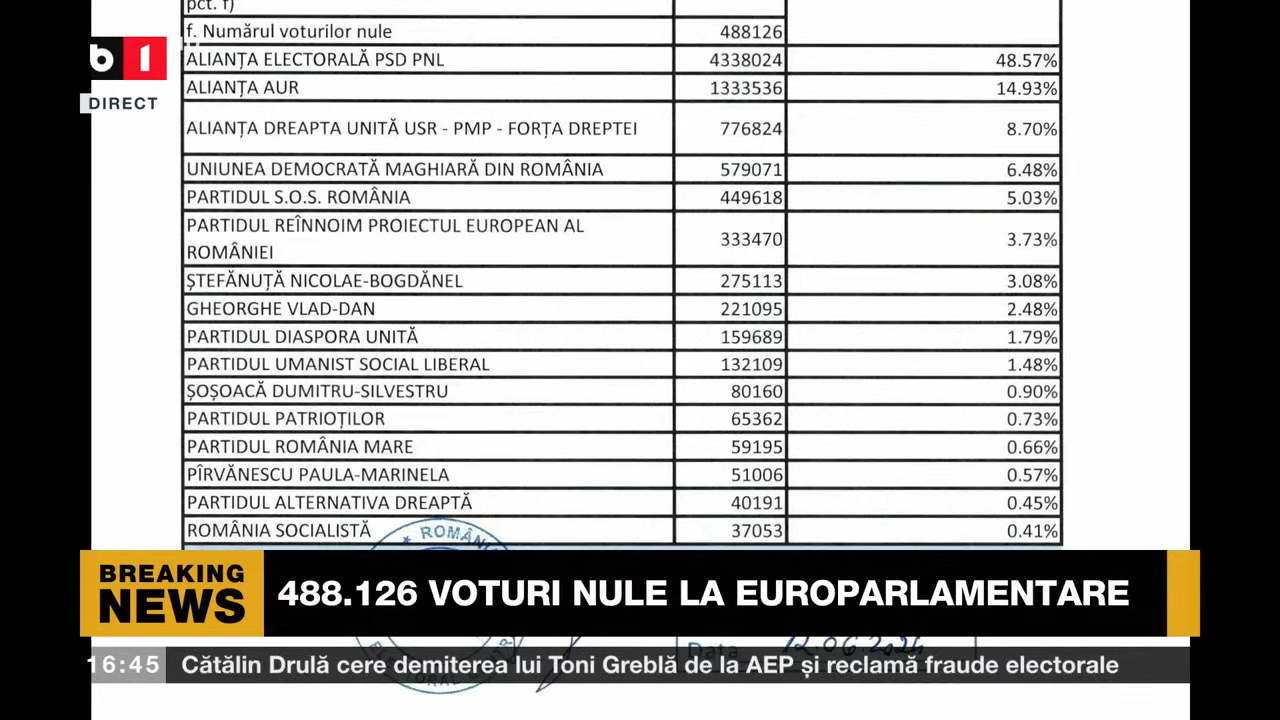 pct. f)
f. Numărul voturilor nule 488126
ALIANȚA ELECTORALĂ PSD PNL 4338024 48.57%
ALIANȚA AUR 1333536 14.93%
ALIANȚA DREAPTA UNITĂ USR - PMP - FORȚA DREPTEI 776824 8.70%
UNIUNEA DEMOCRATĂ MAGHIARĂ DIN ROMÂNIA 579071 6.48%
PARTIDUL S.O.S. ROMÂNIA 449618 5.03%
PARTIDUL REÎNNOIM PROIECTUL EUROPEAN AL
ROMÂNIEI 333470 3.73%
ȘTEFĂNUȚĂ NICOLAE-BOGDĂNEL 275113 3.08%
GHEORGHE VLAD-DAN 221095 2.48%
PARTIDUL DIASPORA UNITĂ 159689 1.79%
PARTIDUL UMANIST SOCIAL LIBERAL 132109 1.48%
ȘOȘOACĂ DUMITRU-SILVESTRU 80160 0.90%
PARTIDUL PATRIOȚILOR 65362 0.73%
PARTIDUL ROMÂNIA MARE 59195 0.66%
PÎRVĂNESCU PAULA-MARINELA 51006 0.57%
PARTIDUL ALTERNATIVA DREAPTĂ 40191 0.45%
ROMÂNIA SOCIALISTĂ 37053 0.41%
b 1
DIRECT
BREAKING
NEWS
488.126 VOTURI NULE LA EUROPARLAMENTARE
Data 12.06.2024
16:45 Cătălin Drulă cere demiterea lui Toni Greblă de la AEP și reclamă fraude electorale